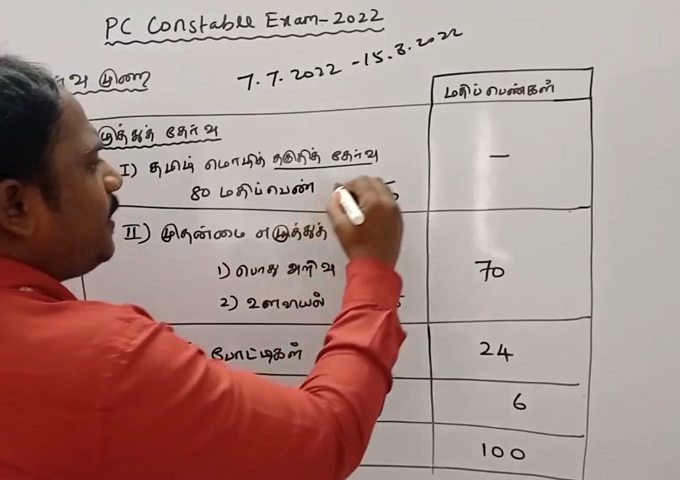 PC Constable Exam-2022
முறை
7.7.2022 - 15.8.2022
மதிப்பெண்கள்
எழுத்துத் தேர்வு
I) தமிழ் மொழித் தகுதித் தேர்வு
80 மதிப்பெண்
—
II) முதன்மை எழுத்துத்
1) பொது அறிவு
2) உளவியல்
70
போட்டிகள்
24
6
100